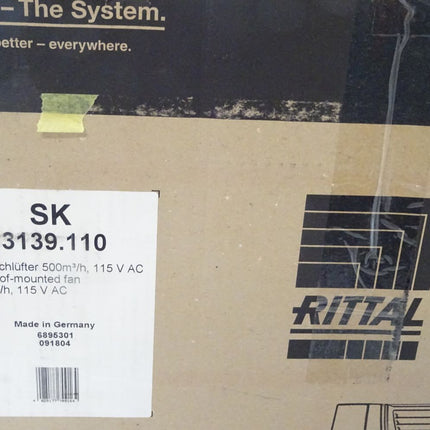 – The System.
etter – everywhere.
SK
3139.110
chlüfter 500m³/h, 115 V AC
of-mounted fan
/h, 115 V AC
Made in Germany
6895301
091804
RITTAL